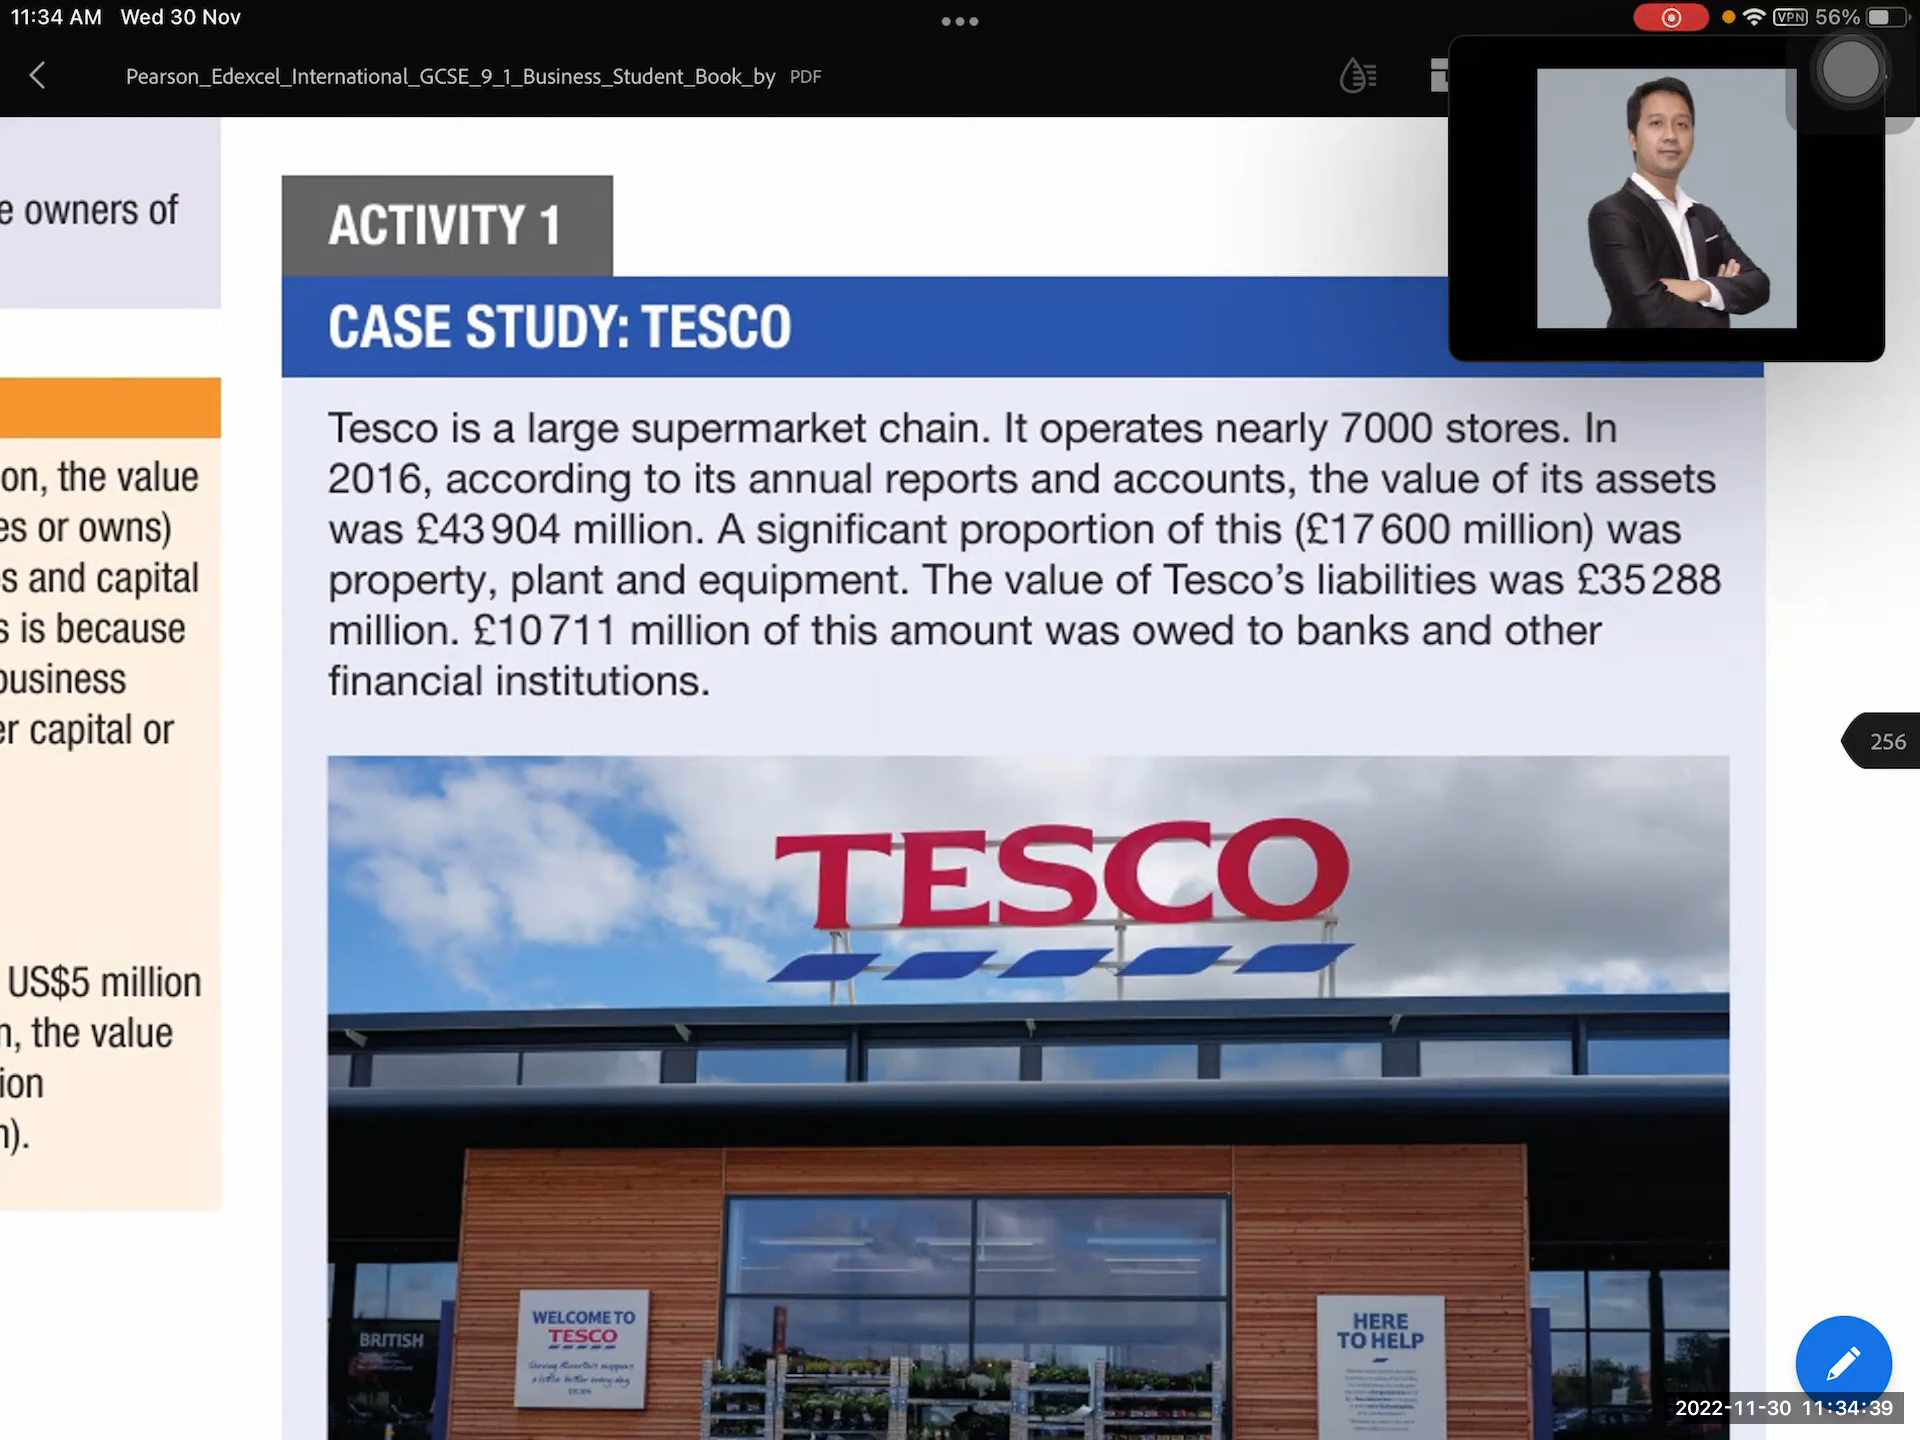 11:34 AM Wed 30 Nov
VPN 56%
Pearson_Edexcel_International_GCSE_9_1_Business_Student_Book_by PDF
e owners of
on, the value
es or owns)
s and capital
s is because
business
er capital or
US$5 million
n, the value
ion
n).
ACTIVITY 1
CASE STUDY: TESCO
Tesco is a large supermarket chain. It operates nearly 7000 stores. In
2016, according to its annual reports and accounts, the value of its assets
was £43 904 million. A significant proportion of this (£17 600 million) was
property, plant and equipment. The value of Tesco's liabilities was £35 288
million. £10 711 million of this amount was owed to banks and other
financial institutions.
256
TESCO
BRITISH
WELCOME TO
TESCO
a little better every day
HERE
TO HELP
2022-11-30 11:34:39